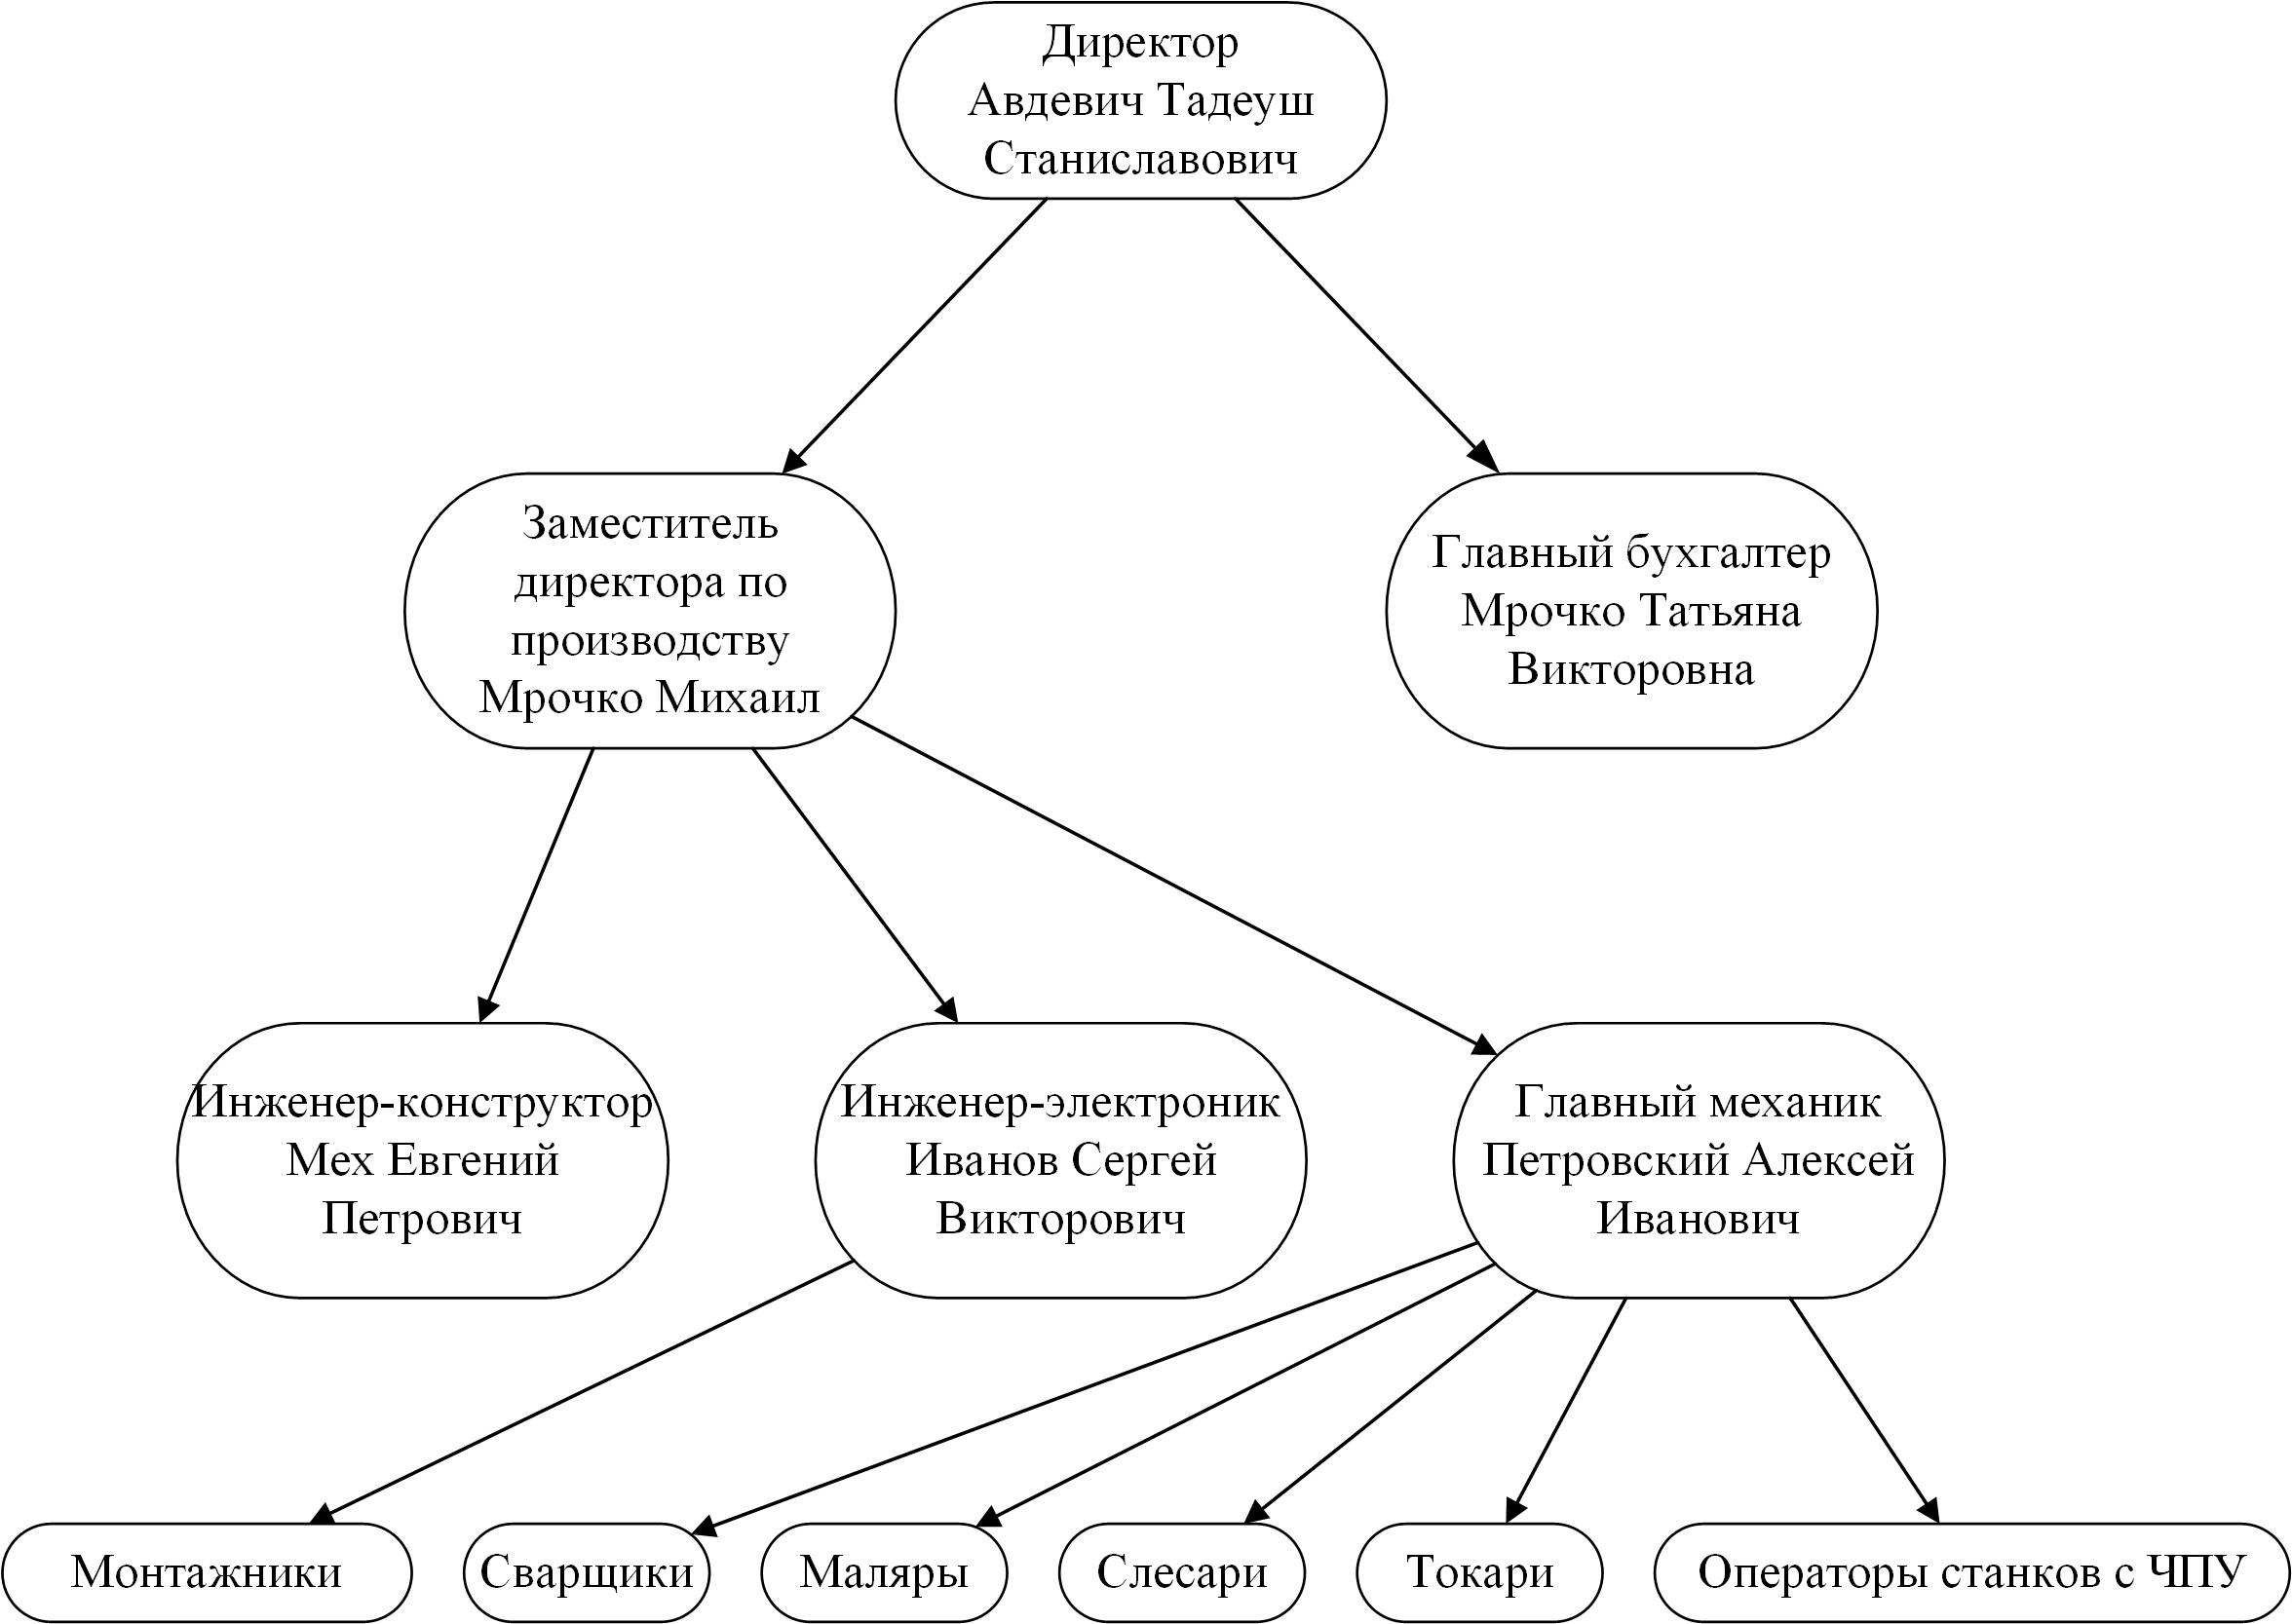 Директор
Авдевич Тадеуш
Станиславович
Заместитель
директора по
производству
Мрочко Михаил
Главный бухгалтер
Мрочко Татьяна
Викторовна
Инженер-конструктор
Мех Евгений
Петрович
Инженер-электроник
Иванов Сергей
Викторович
Главный механик
Петровский Алексей
Иванович
Монтажники
Сварщики
Маляры
Слесари
Токари
Операторы станков с ЧПУ